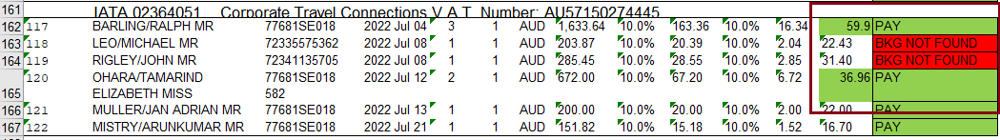 161 IATA 02364051 Corporate Travel Connections V A T Number: AU57150274445
162 117 BARLING/RALPH MR 77681SE018 2022 Jul 04 3 1 AUD 1,633.64 10.0% 163.36 10.0% 16.34 59.9 PAY
163 118 LEO/MICHAEL MR 72335575362 2022 Jul 08 1 1 AUD 203.87 10.0% 20.39 10.0% 2.04 22.43 BKG NOT FOUND
164 119 RIGLEY/JOHN MR 72341135705 2022 Jul 08 1 1 AUD 285.45 10.0% 28.55 10.0% 2.85 31.40 BKG NOT FOUND
120 OHARA/TAMARIND 77681SE018 2022 Jul 12 2 1 AUD 672.00 10.0% 67.20 10.0% 6.72 36.96 PAY
165 ELIZABETH MISS 582
166 121 MULLER/JAN ADRIAN MR 77681SE018 2022 Jul 13 1 1 AUD 200.00 10.0% 20.00 10.0% 2.00 22.00 PAY
167 122 MISTRY/ARUNKUMAR MR 77681SE018 2022 Jul 21 1 1 AUD 151.82 10.0% 15.18 10.0% 1.52 16.70 PAY